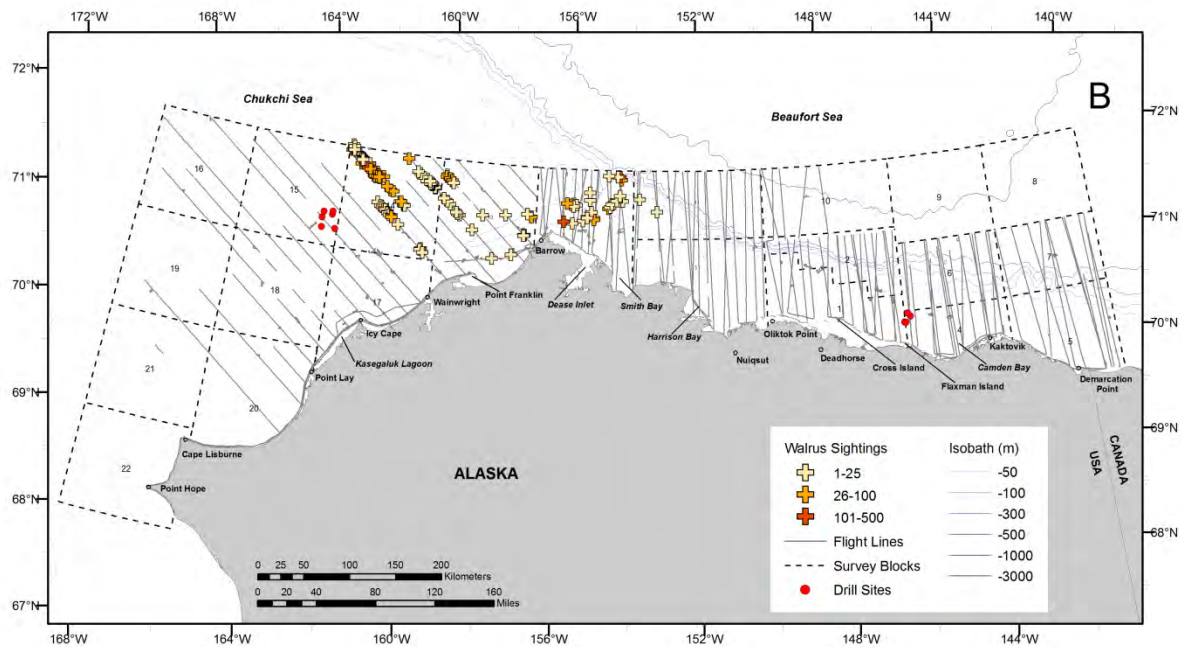 172°W 168°W 164°W 160°W 156°W 152°W 148°W 144°W 140°W
72°N
72°N
Chukchi Sea
Beaufort Sea
B
71°N
71°N
16
15
10
9
8
19
18
17
2
6
7
70°N
70°N
Barrow
Point Franklin
Dease Inlet
Smith Bay
Wainwright
Icy Cape
Harrison Bay
Oliktok Point
4
5
Kaktovik
Kasegaluk Lagoon
Nuiqsut
Deadhorse
Cross Island
Camden Bay
Flaxman Island
Demarcation Point
21
20
Point Lay
69°N
69°N
Cape Lisburne
22
Point Hope
ALASKA
CANADA
USA
68°N
68°N
67°N
Walrus Sightings
1-25
26-100
101-500
Flight Lines
Survey Blocks
Drill Sites
Isobath (m)
-50
-100
-300
-500
-1000
-3000
0 25 50 100 150 200
Kilometers
0 20 40 80 120 160
Miles
168°W 164°W 160°W 156°W 152°W 148°W 144°W